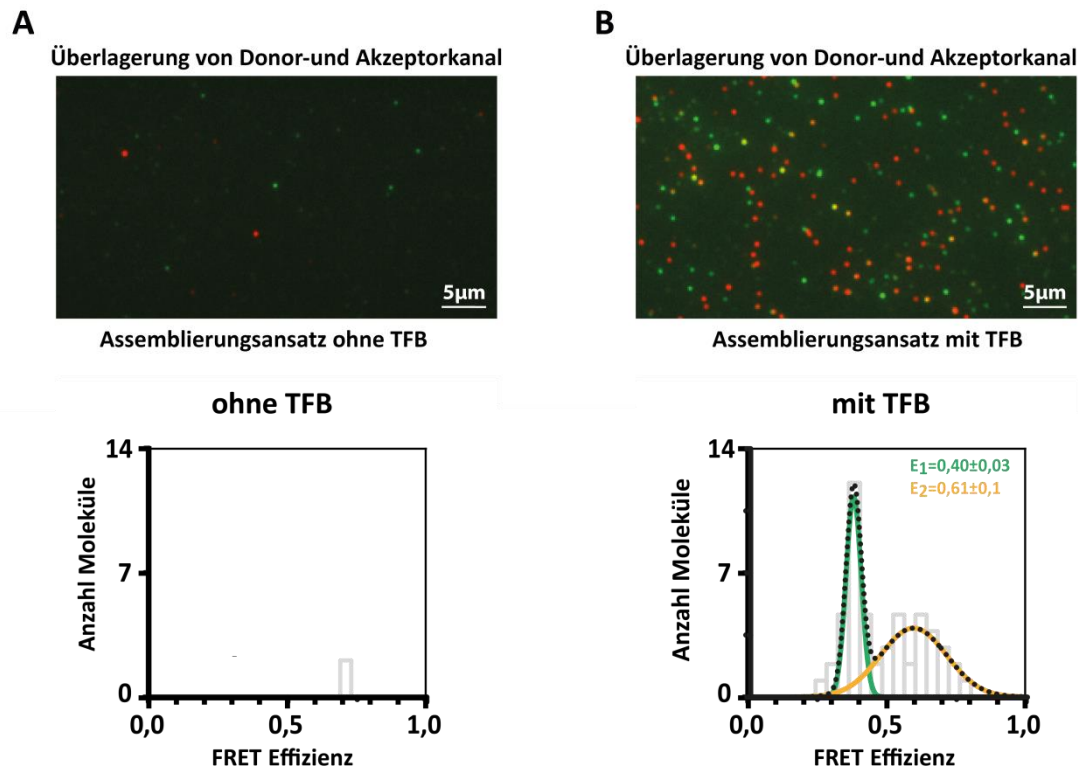 A
Überlagerung von Donor-und Akzeptorkanal
5µm
Assemblierungsansatz ohne TFB
ohne TFB
14
7
0
Anzahl Moleküle
0,0
0,5
1,0
FRET Effizienz
B
Überlagerung von Donor-und Akzeptorkanal
5µm
Assemblierungsansatz mit TFB
mit TFB
E1=0,40±0,03
E2=0,61±0,1
14
7
0
Anzahl Moleküle
0,0
0,5
1,0
FRET Effizienz